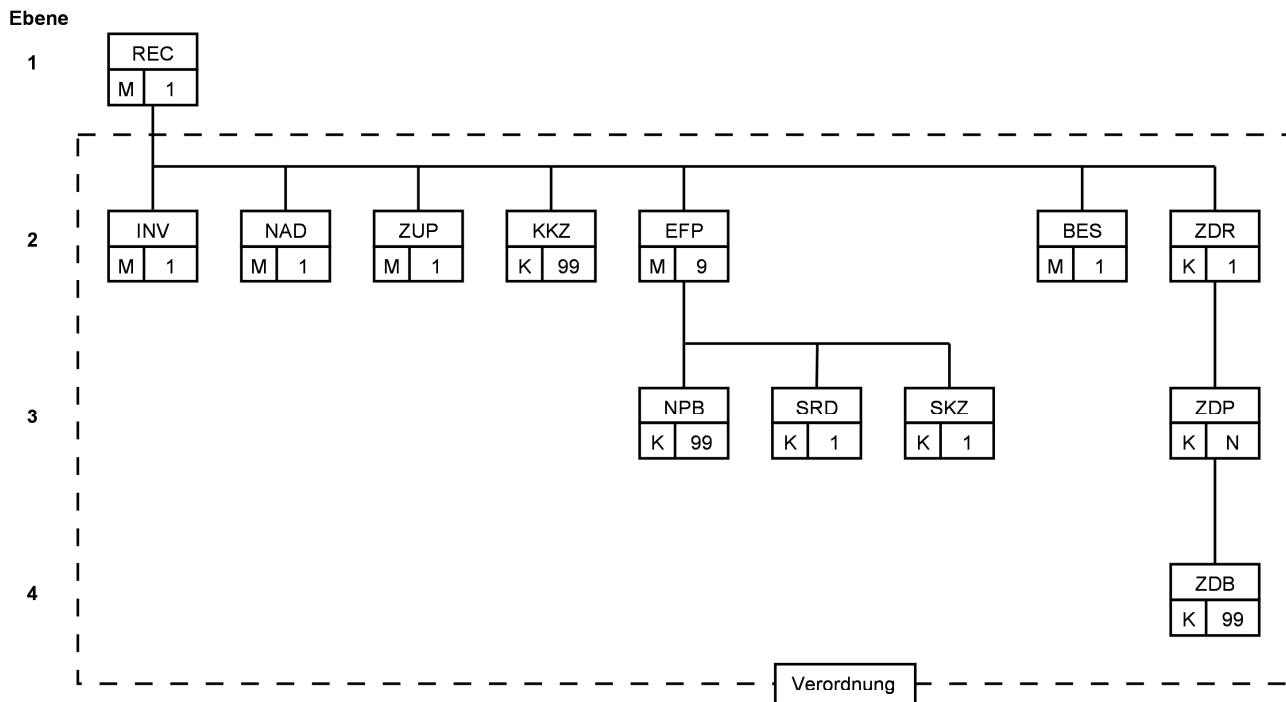 Ebene
1
REC
M 1
2
INV NAD ZUP KKZ EFP BES ZDR
M 1 M 1 M 1 K 99 M 9 M 1 K 1
3
NPB SRD SKZ ZDP
K 99 K 1 K 1 K N
4
ZDB
K 99
Verordnung